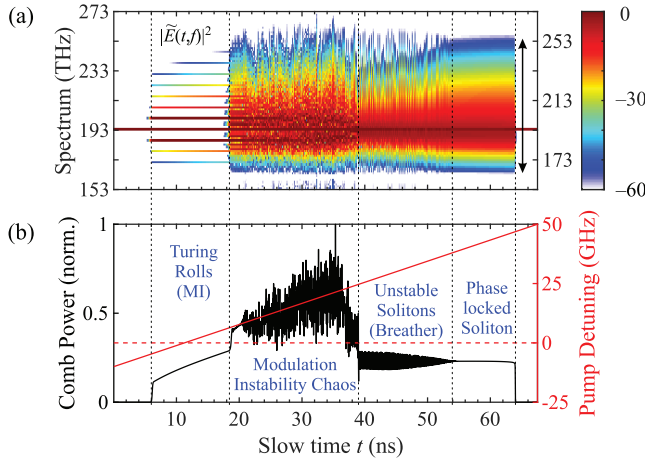 (a)
|Ẽ(t,f)|²
Spectrum (THz)
273
233
193
153
253
213
193
173
0
−30
−60
(b)
Comb Power (norm.)
1
0.5
0
Turing
Rolls
(MI)
Modulation
Instability Chaos
Unstable
Solitons
(Breather)
Phase
locked
Soliton
50
25
0
-25
Pump Detuning (GHz)
10 20 30 40 50 60
Slow time t (ns)